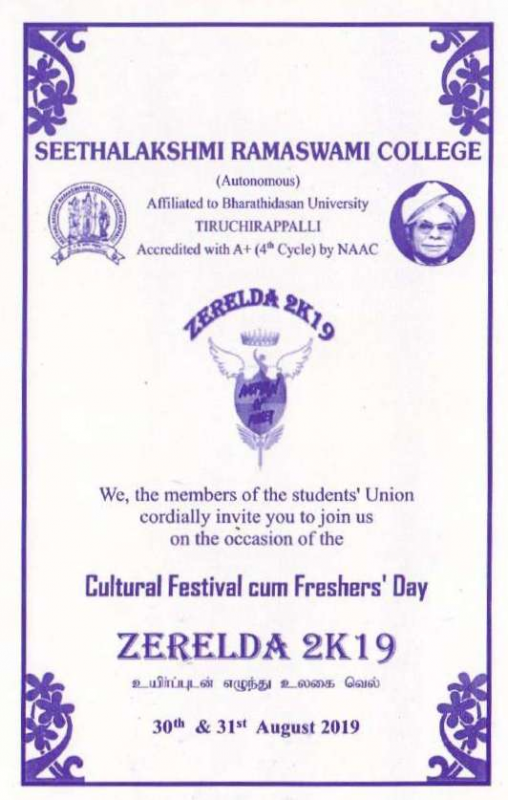 SEETHALAKSHMI RAMASWAMI COLLEGE
(Autonomous)
Affiliated to Bharathidasan University
TIRUCHIRAPPALLI
Accredited with A+ (4th Cycle) by NAAC
ZERELDA 2K19
We, the members of the students' Union
cordially invite you to join us
on the occasion of the
Cultural Festival cum Freshers' Day
ZERELDA 2K19
உயிர்ப்புடன் எழுந்து உலகை வெல்
30th & 31st August 2019